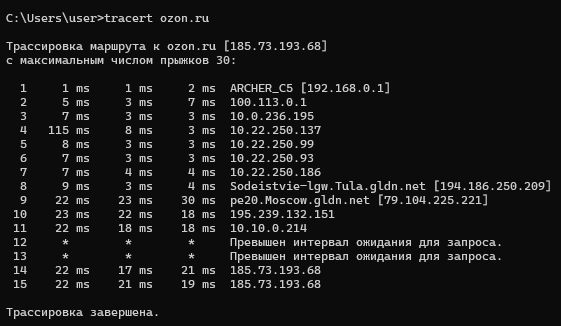 C:\Users\user>tracert ozon.ru
Трассировка маршрута к ozon.ru [185.73.193.68]
с максимальным числом прыжков 30:
1 1 ms 1 ms 2 ms ARCHER_C5 [192.168.0.1]
2 5 ms 3 ms 7 ms 100.113.0.1
3 7 ms 3 ms 3 ms 10.0.236.195
4 115 ms 8 ms 3 ms 10.22.250.137
5 8 ms 3 ms 3 ms 10.22.250.99
6 7 ms 3 ms 3 ms 10.22.250.93
7 7 ms 4 ms 4 ms 10.22.250.186
8 9 ms 3 ms 4 ms Sodeistvie-lgw.Tula.gldn.net [194.186.250.209]
9 22 ms 23 ms 30 ms pe20.Moscow.gldn.net [79.104.225.221]
10 23 ms 22 ms 18 ms 195.239.132.151
11 22 ms 18 ms 18 ms 10.10.0.214
12 * * * Превышен интервал ожидания для запроса.
13 * * * Превышен интервал ожидания для запроса.
14 22 ms 17 ms 21 ms 185.73.193.68
15 22 ms 21 ms 19 ms 185.73.193.68
Трассировка завершена.